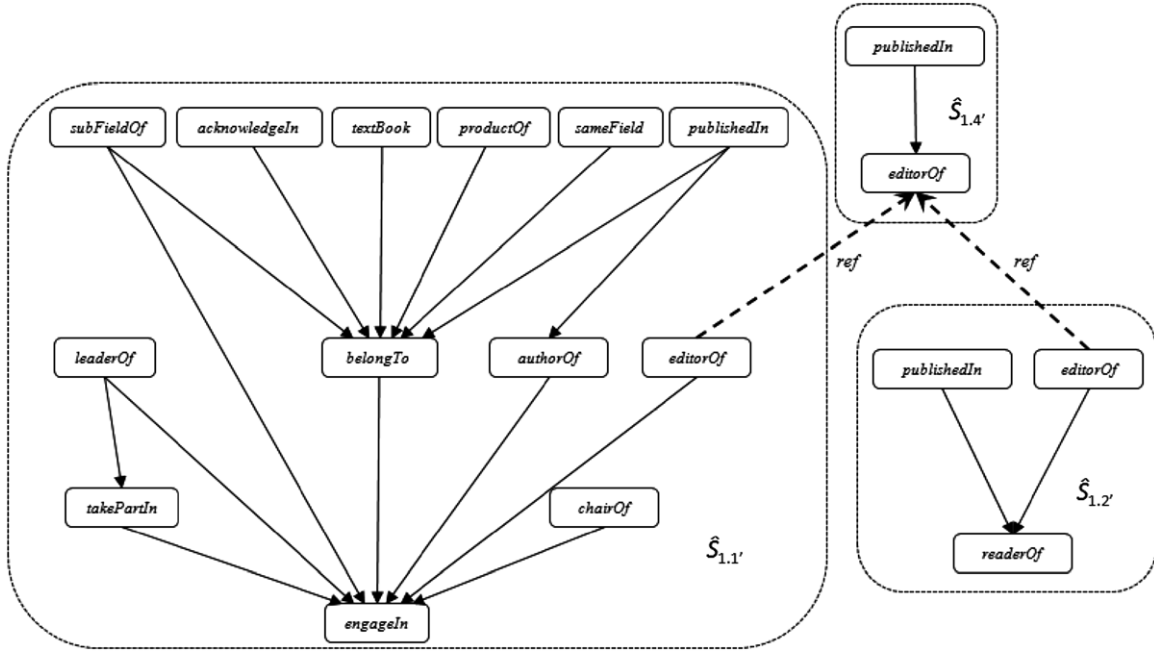 publishedIn
Ŝ1.4′
editorOf
subFieldOf
acknowledgeIn
textBook
productOf
sameField
publishedIn
ref
ref
leaderOf
belongTo
authorOf
editorOf
publishedIn
editorOf
takePartIn
chairOf
Ŝ1.2′
Ŝ1.1′
readerOf
engageIn